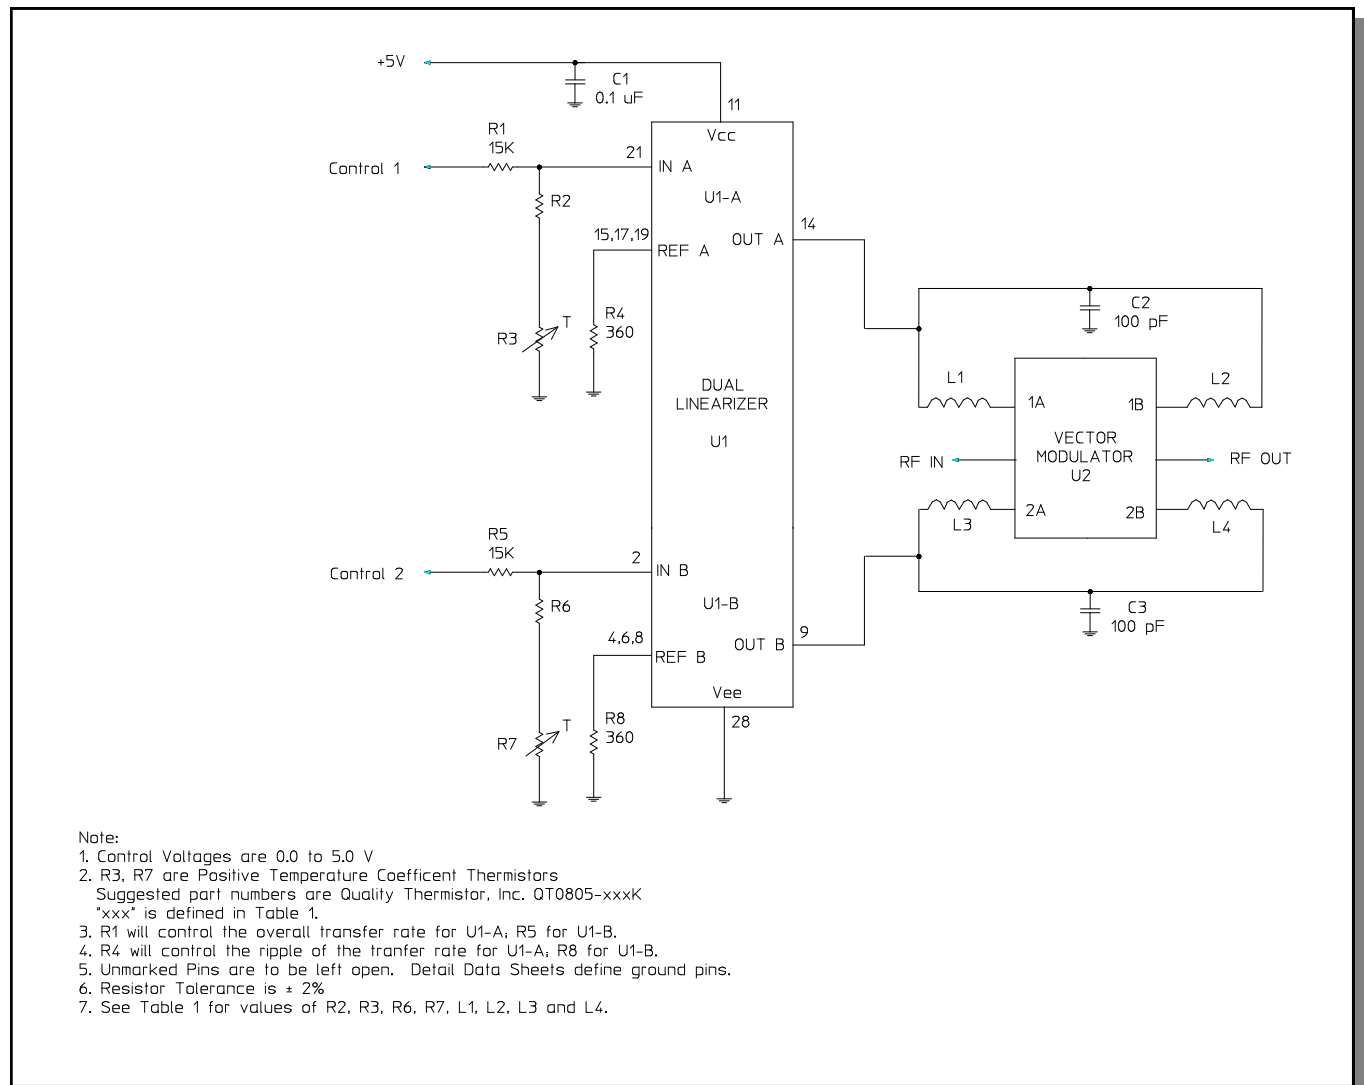 +5V
C1
0.1 uF
11
Vcc
R1
15K
Control 1
21
IN A
R2
U1-A
15,17,19
REF A
OUT A
14
R3
T
R4
360
C2
100 pF
DUAL
LINEARIZER
U1
L1
L2
1A
1B
VECTOR
MODULATOR
U2
RF IN
RF OUT
2A
2B
L3
L4
R5
15K
Control 2
2
IN B
R6
U1-B
4,6,8
REF B
OUT B
9
C3
100 pF
Vee
28
R7
T
R8
360
Note:
1. Control Voltages are 0.0 to 5.0 V
2. R3, R7 are Positive Temperature Coefficent Thermistors
Suggested part numbers are Quality Thermistor, Inc. QT0805-xxxK
"xxx" is defined in Table 1.
3. R1 will control the overall transfer rate for U1-A; R5 for U1-B.
4. R4 will control the ripple of the tranfer rate for U1-A; R8 for U1-B.
5. Unmarked Pins are to be left open. Detail Data Sheets define ground pins.
6. Resistor Tolerance is ± 2%
7. See Table 1 for values of R2, R3, R6, R7, L1, L2, L3 and L4.